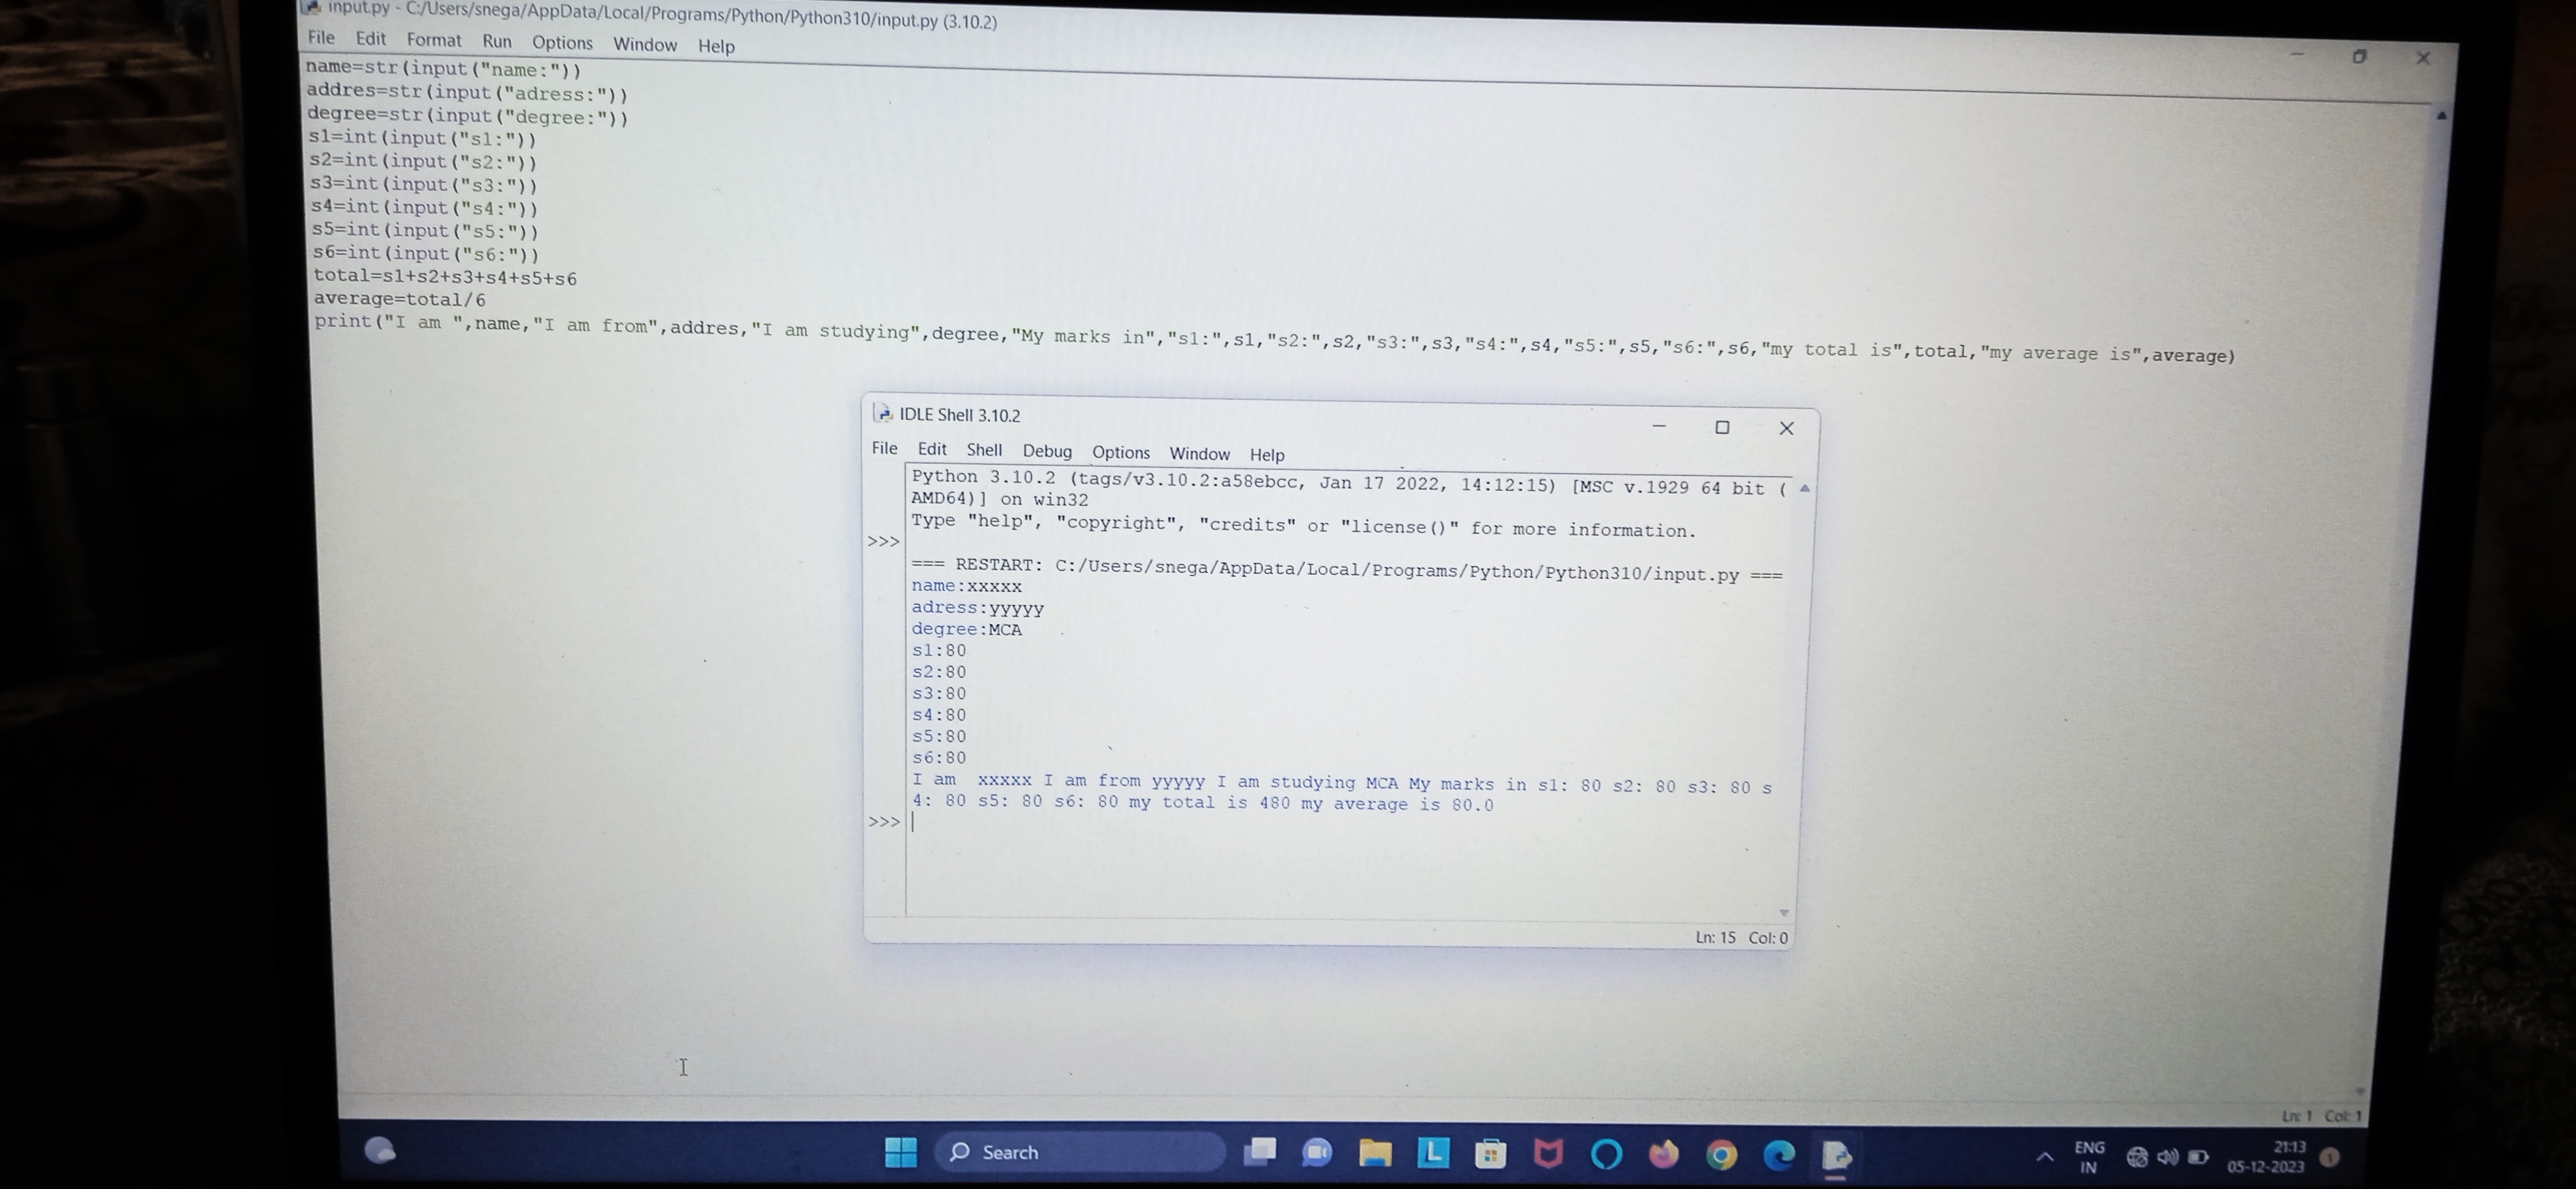 input.py - C:/Users/snega/AppData/Local/Programs/Python/Python310/input.py (3.10.2)
File Edit Format Run Options Window Help
name=str(input("name:"))
addres=str(input("adress:"))
degree=str(input("degree:"))
s1=int(input("s1:"))
s2=int(input("s2:"))
s3=int(input("s3:"))
s4=int(input("s4:"))
s5=int(input("s5:"))
s6=int(input("s6:"))
total=s1+s2+s3+s4+s5+s6
average=total/6
print("I am ",name,"I am from",addres,"I am studying",degree,"My marks in","s1:",s1,"s2:",s2,"s3:",s3,"s4:",s4,"s5:",s5,"s6:",s6,"my total is",total,"my average is",average)
IDLE Shell 3.10.2
File Edit Shell Debug Options Window Help
Python 3.10.2 (tags/v3.10.2:a58ebcc, Jan 17 2022, 14:12:15) [MSC v.1929 64 bit (
AMD64)] on win32
Type "help", "copyright", "credits" or "license()" for more information.
>>>
=== RESTART: C:/Users/snega/AppData/Local/Programs/Python/Python310/input.py ===
name:xxxxx
adress:yyyyy
degree:MCA
s1:80
s2:80
s3:80
s4:80
s5:80
s6:80
I am  xxxxx I am from yyyyy I am studying MCA My marks in s1: 80 s2: 80 s3: 80 s
4: 80 s5: 80 s6: 80 my total is 480 my average is 80.0
>>>
Ln: 15 Col: 0
Ln: 1 Col: 1
Search
L
ENG
IN
21:13
05-12-2023
1